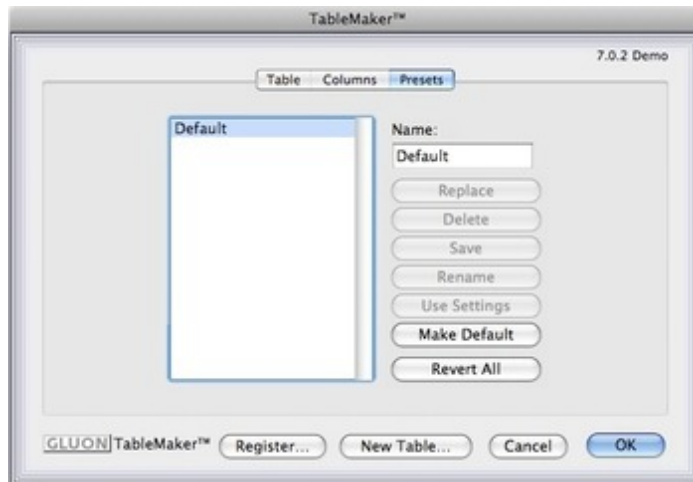 TableMaker™
7.0.2 Demo
Table Columns Presets
Default
Name:
Default
Replace
Delete
Save
Rename
Use Settings
Make Default
Revert All
GLUON TableMaker™ Register... New Table... Cancel OK